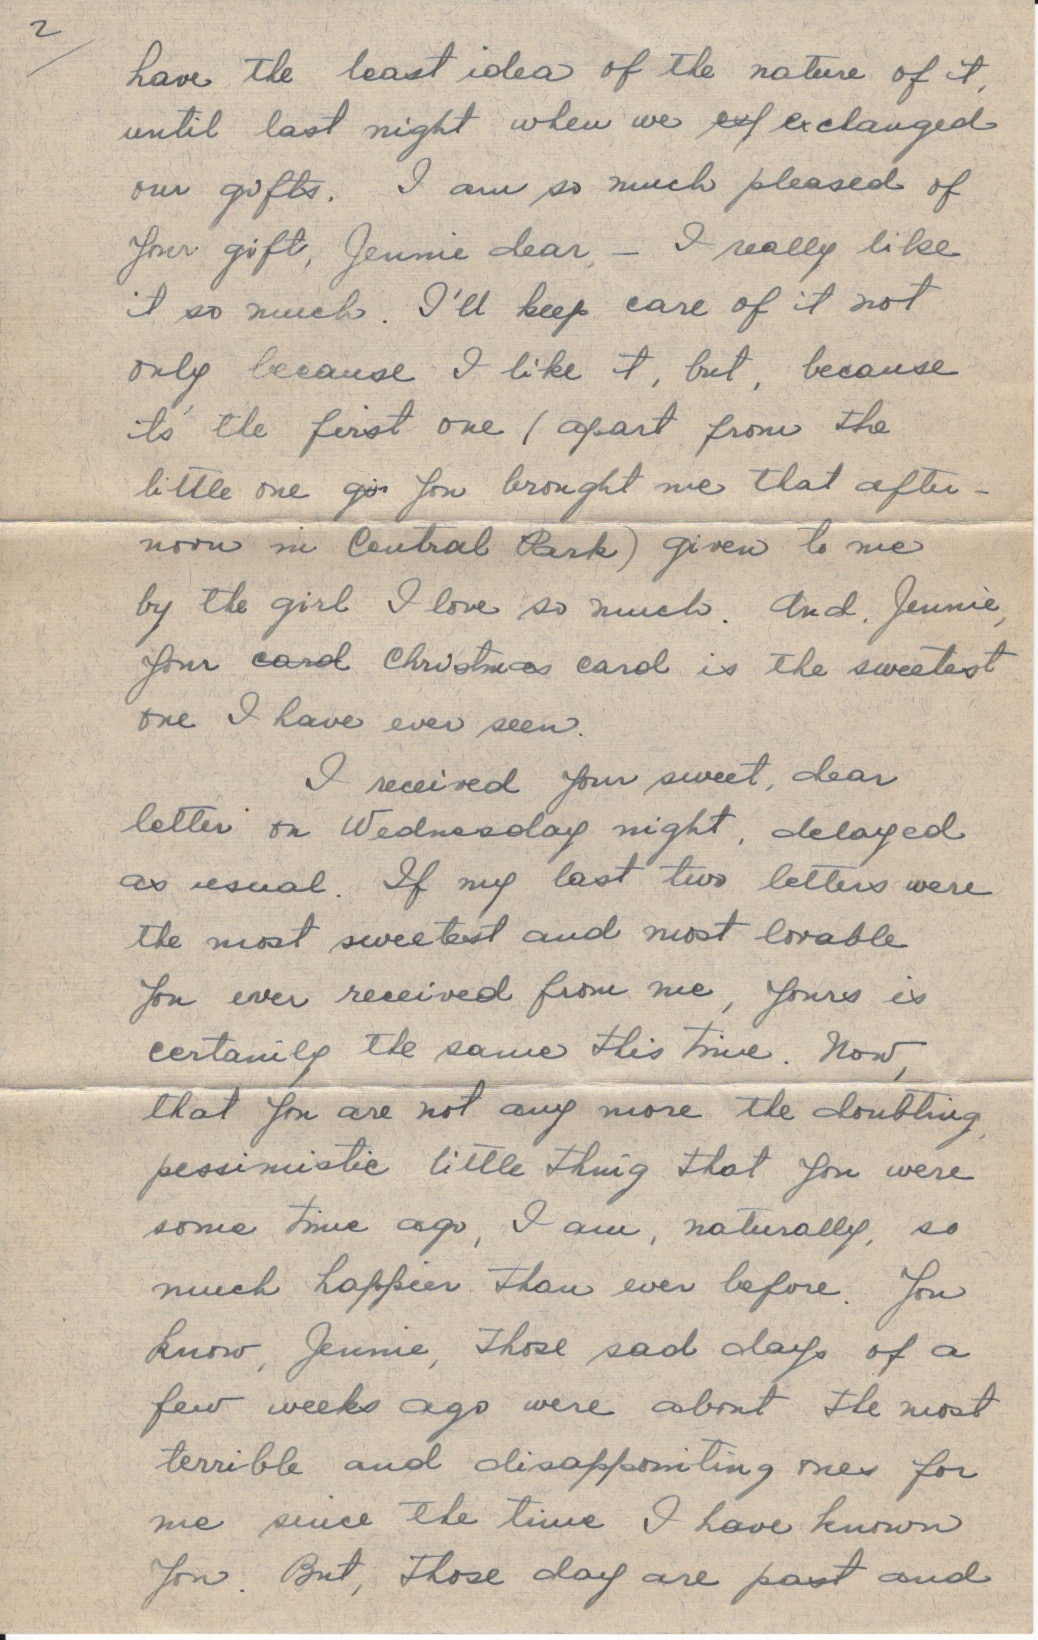 2
have the least idea of the nature of it,
until last night when we exf exchanged
our gifts. I am so much pleased of
your gift, Jennie dear, – I really like
it so much. I'll keep care of it not
only because I like it, but, because
its' the first one (apart from the
little one gi you brought me that after-
noon in Central Park) given to me
by the girl I love so much. And, Jennie,
your card Christmas card is the sweetest
one I have ever seen.
I received your sweet, dear
letter on Wednesday night, delayed
as usual. If my last two letters were
the most sweetest and most lovable
you ever received from me, yours is
certanily the same this time. Now,
that you are not any more the doubting,
pessimistic little thing that you were
some time ago, I am, naturally, so
much happier than ever before. You
know, Jennie, those sad days of a
few weeks ago were about the most
terrible and disappointing ones for
me since the time I have known
you. But, those day are past and